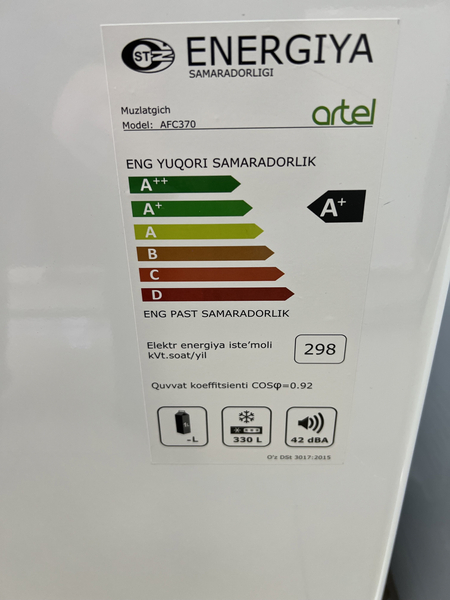 ST
ENERGIYA
SAMARADORLIGI
Muzlatgich
artel
Model: AFC370
ENG YUQORI SAMARADORLIK
A++
A+
A+
A
B
C
D
ENG PAST SAMARADORLIK
Elektr energiya iste’moli
kVt.soat/yil
298
Quvvat koeffitsienti COSφ=0.92
-L
330 L
42 dBA
O'z DSt 3017:2015